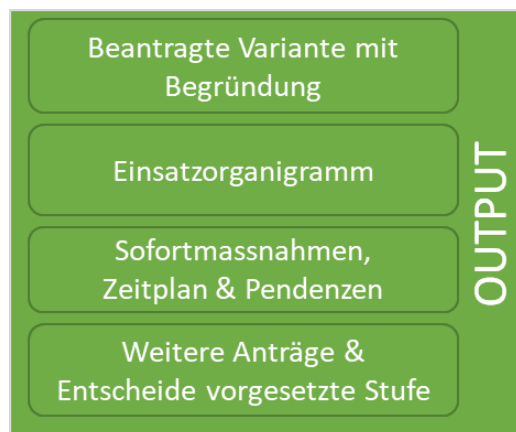 Beantragte Variante mit
Begründung
Einsatzorganigramm
Sofortmassnahmen,
Zeitplan & Pendenzen
Weitere Anträge &
Entscheide vorgesetzte Stufe
OUTPUT